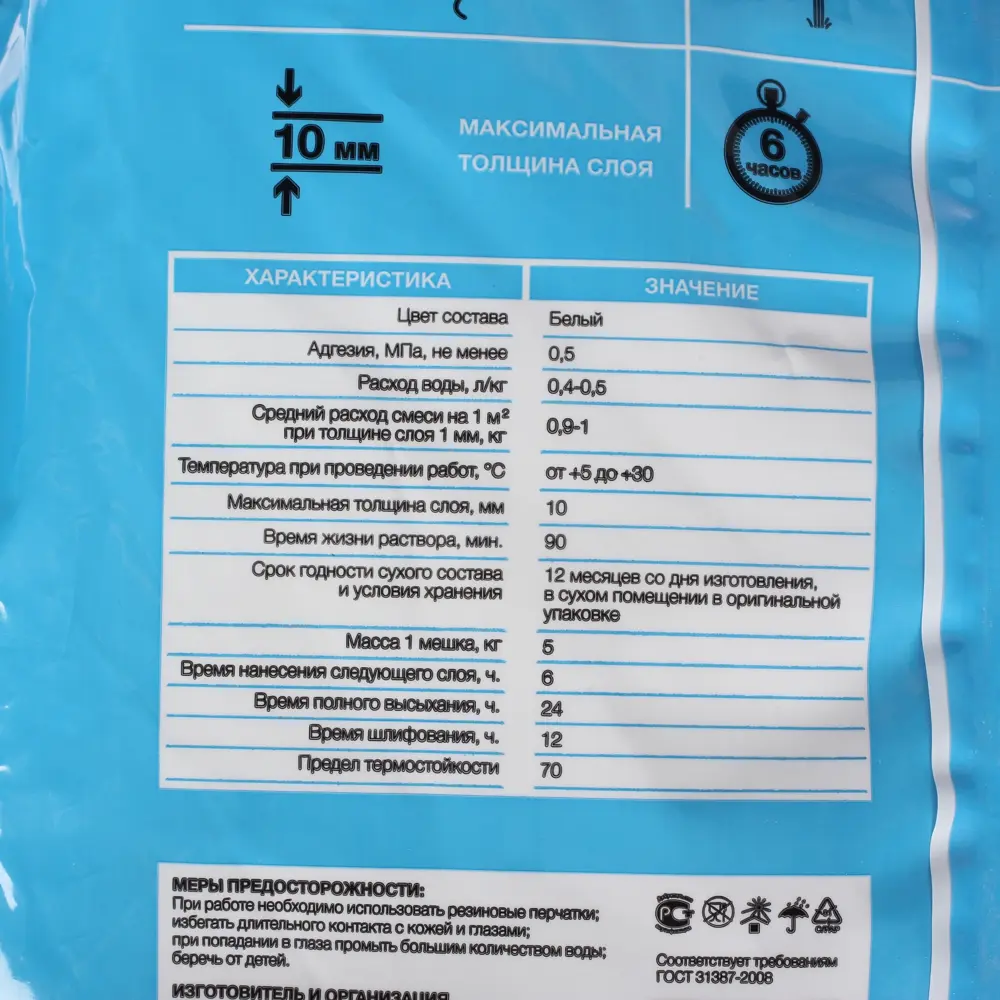 10 мм
МАКСИМАЛЬНАЯ
ТОЛЩИНА СЛОЯ
6
часов
ХАРАКТЕРИСТИКА ЗНАЧЕНИЕ
Цвет состава Белый
Адгезия, МПа, не менее 0,5
Расход воды, л/кг 0,4-0,5
Средний расход смеси на 1 м²
при толщине слоя 1 мм, кг 0,9-1
Температура при проведении работ, °С от +5 до +30
Максимальная толщина слоя, мм 10
Время жизни раствора, мин. 90
Срок годности сухого состава
и условия хранения
12 месяцев со дня изготовления,
в сухом помещении в оригинальной
упаковке
Масса 1 мешка, кг 5
Время нанесения следующего слоя, ч. 6
Время полного высыхания, ч. 24
Время шлифования, ч. 12
Предел термостойкости 70
МЕРЫ ПРЕДОСТОРОЖНОСТИ:
При работе необходимо использовать резиновые перчатки;
избегать длительного контакта с кожей и глазами;
при попадании в глаза промыть большим количеством воды;
беречь от детей.
Соответствует требованиям
ГОСТ 31387-2008
ИЗГОТОВИТЕЛЬ И ОРГАНИЗАЦИЯ